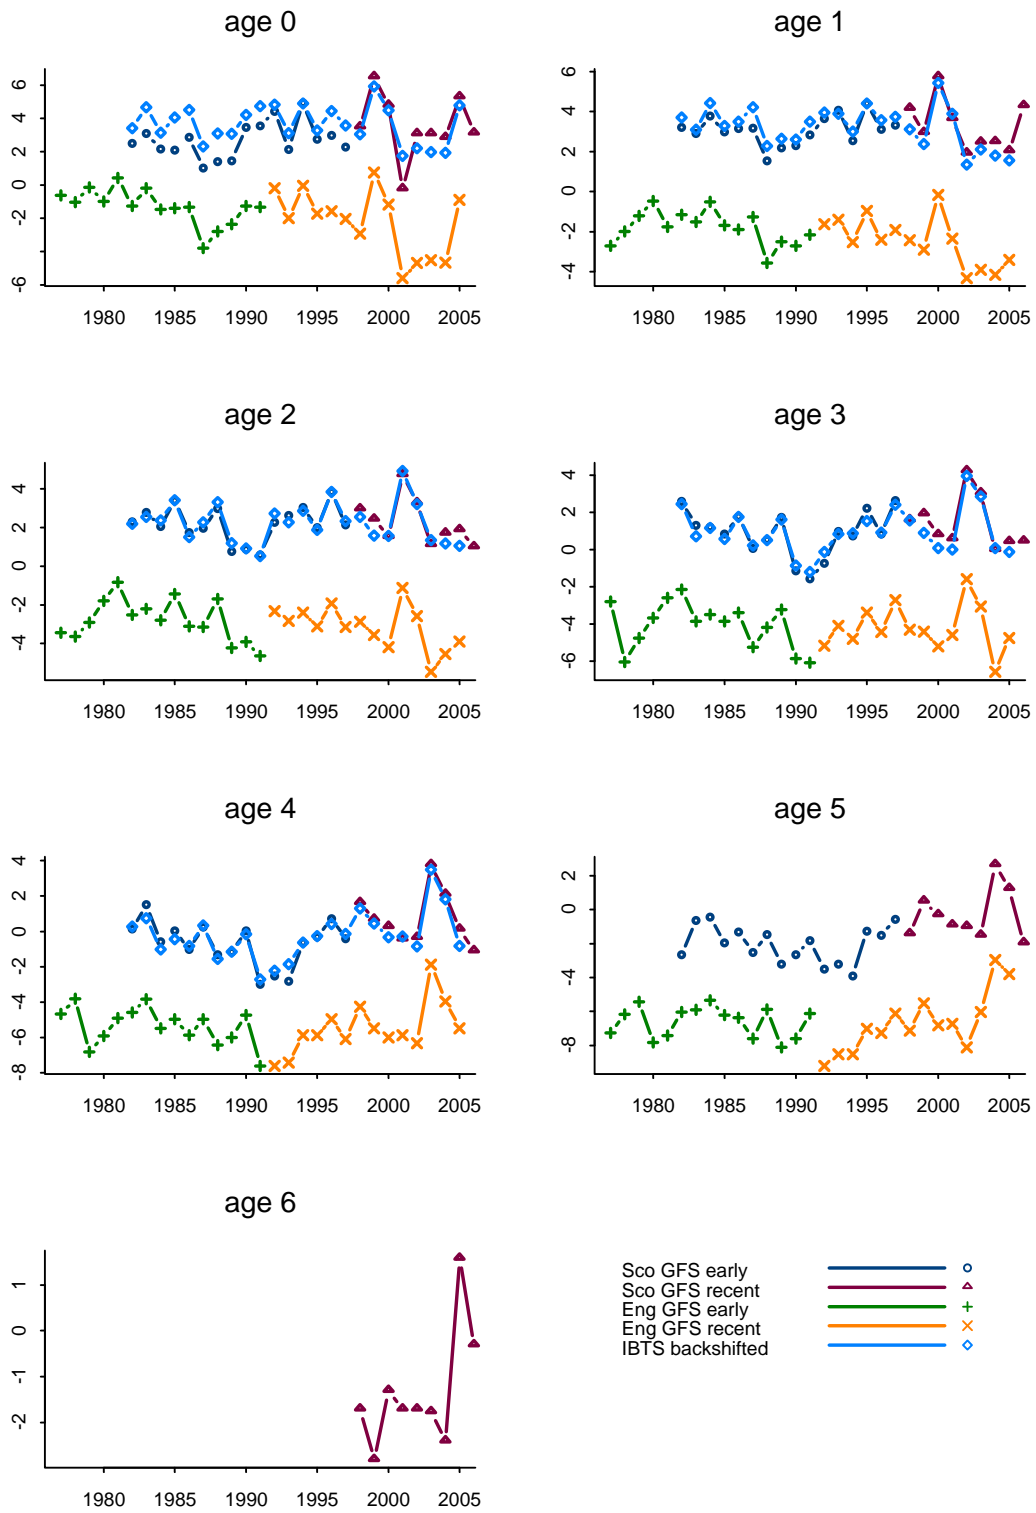 age 0
6
4
2
0
-2
-6
1980 1985 1990 1995 2000 2005
age 1
6
4
2
0
-2
-4
1980 1985 1990 1995 2000 2005
age 2
4
2
0
-2
-4
1980 1985 1990 1995 2000 2005
age 3
4
2
0
-2
-4
-6
1980 1985 1990 1995 2000 2005
age 4
4
2
0
-2
-4
-6
-8
1980 1985 1990 1995 2000 2005
age 5
2
0
-4
-8
1980 1985 1990 1995 2000 2005
age 6
1
0
-1
-2
1980 1985 1990 1995 2000 2005
Sco GFS early
Sco GFS recent
Eng GFS early
Eng GFS recent
IBTS backshifted